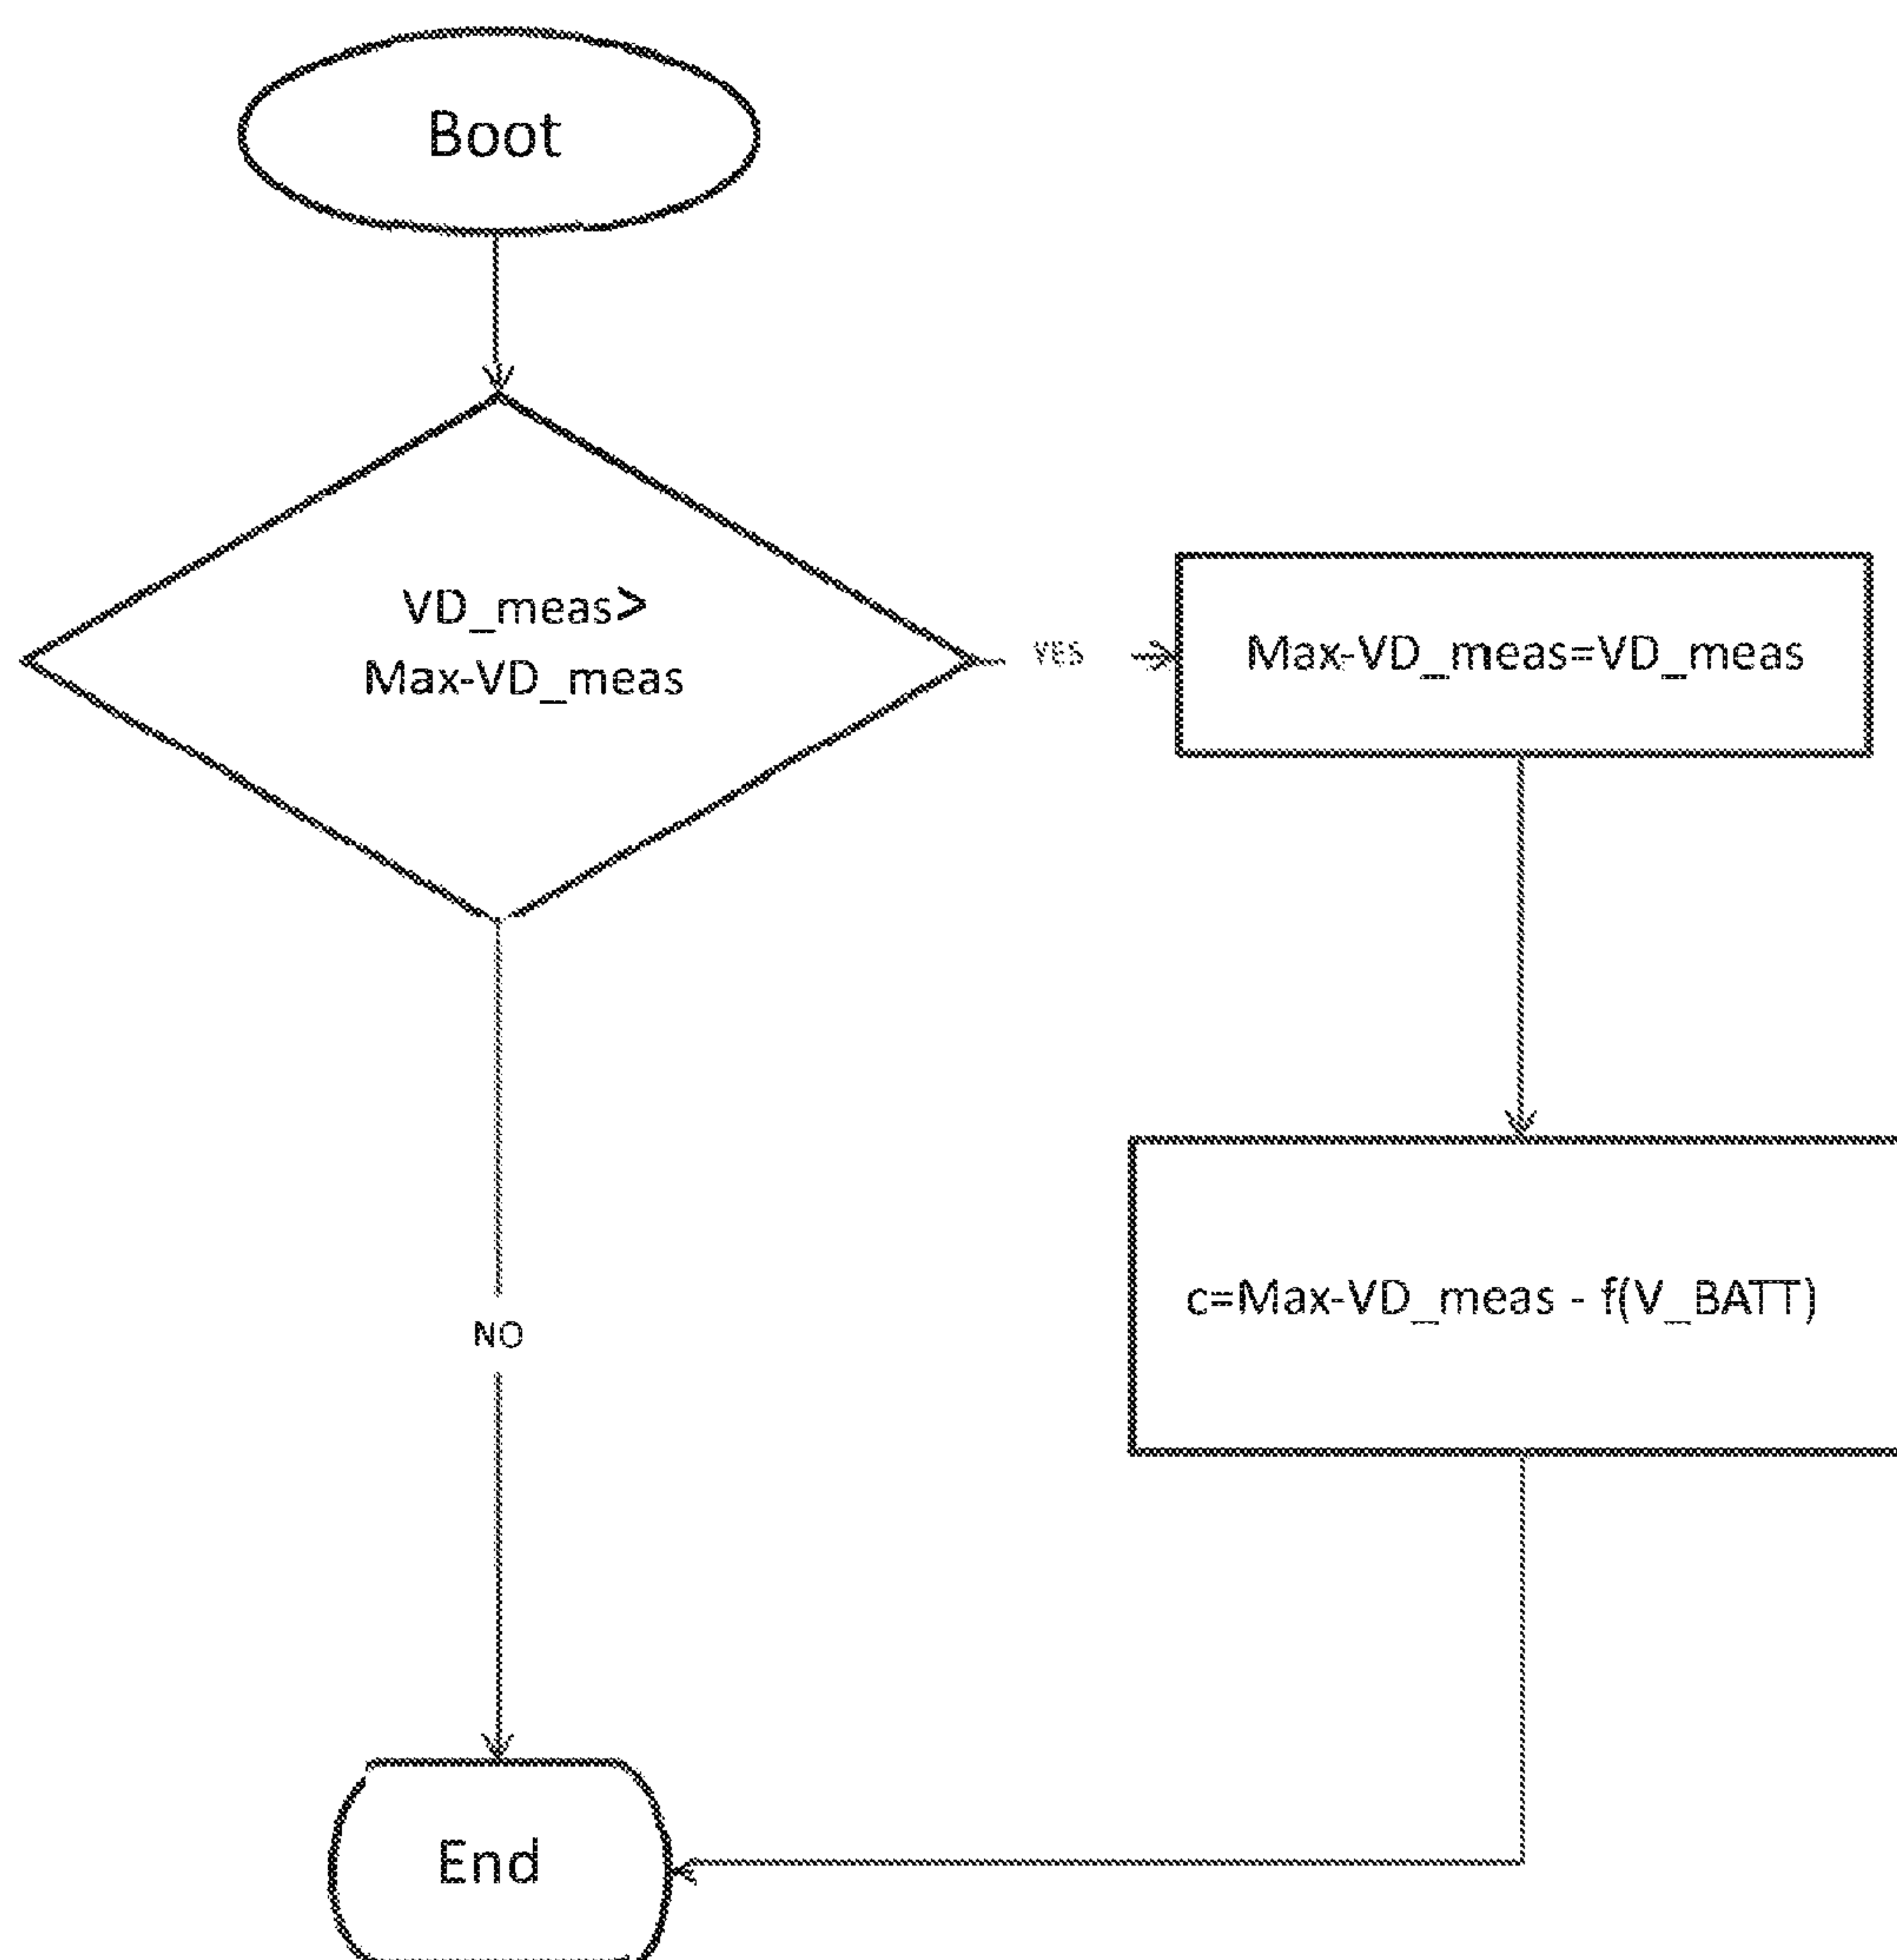 Boot
VD_meas>
Max-VD_meas
YES
Max-VD_meas=VD_meas
c=Max-VD_meas - f(V_BATT)
NO
End